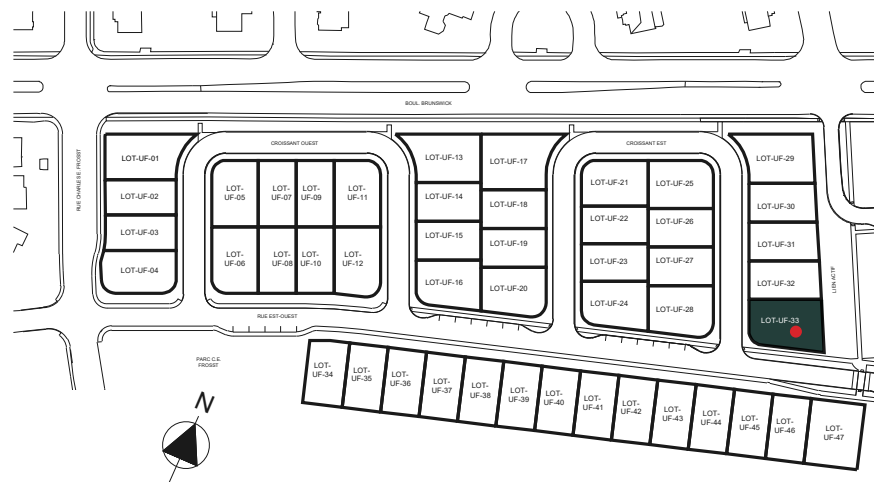 BOUL. BRUNSWICK
RUE CHARLES E. FROSST
CROISSANT OUEST
CROISSANT EST
LOT-UF-01
LOT-UF-02
LOT-UF-03
LOT-UF-04
LOT-
UF-05
LOT-
UF-07
LOT-
UF-09
LOT-
UF-11
LOT-
UF-06
LOT-
UF-08
LOT-
UF-10
LOT-
UF-12
LOT-UF-13
LOT-UF-14
LOT-UF-15
LOT-UF-16
LOT-UF-17
LOT-UF-18
LOT-UF-19
LOT-UF-20
LOT-UF-21
LOT-UF-22
LOT-UF-23
LOT-UF-24
LOT-UF-25
LOT-UF-26
LOT-UF-27
LOT-UF-28
LOT-UF-29
LOT-UF-30
LOT-UF-31
LOT-UF-32
LOT-UF-33
LIEN ACTIF
RUE EST-OUEST
PARC C.E.
FROSST
LOT-
UF-34
LOT-
UF-35
LOT-
UF-36
LOT-
UF-37
LOT-
UF-38
LOT-
UF-39
LOT-
UF-40
LOT-
UF-41
LOT-
UF-42
LOT-
UF-43
LOT-
UF-44
LOT-
UF-45
LOT-
UF-46
LOT-
UF-47
N